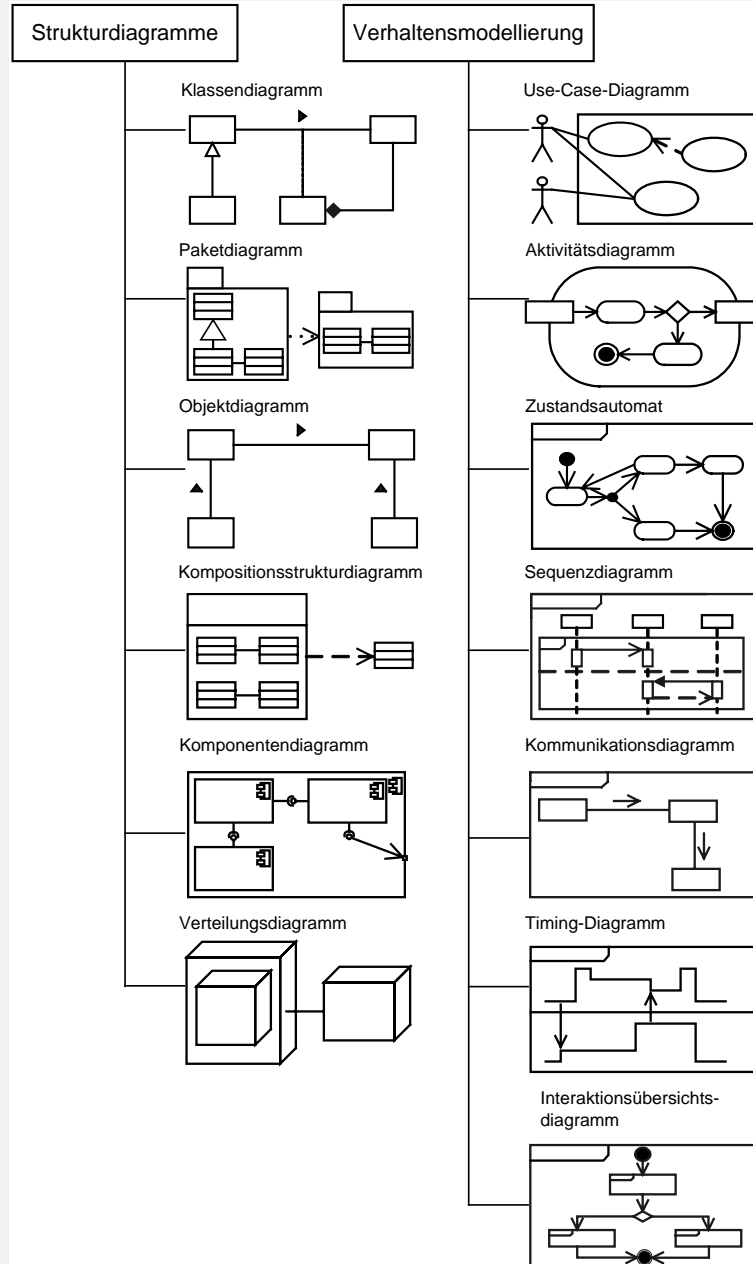 Strukturdiagramme
Verhaltensmodellierung
Klassendiagramm
Paketdiagramm
Objektdiagramm
Kompositionsstrukturdiagramm
Komponentendiagramm
Verteilungsdiagramm
Use-Case-Diagramm
Aktivitätsdiagramm
Zustandsautomat
Sequenzdiagramm
Kommunikationsdiagramm
Timing-Diagramm
Interaktionsübersichts-
diagramm